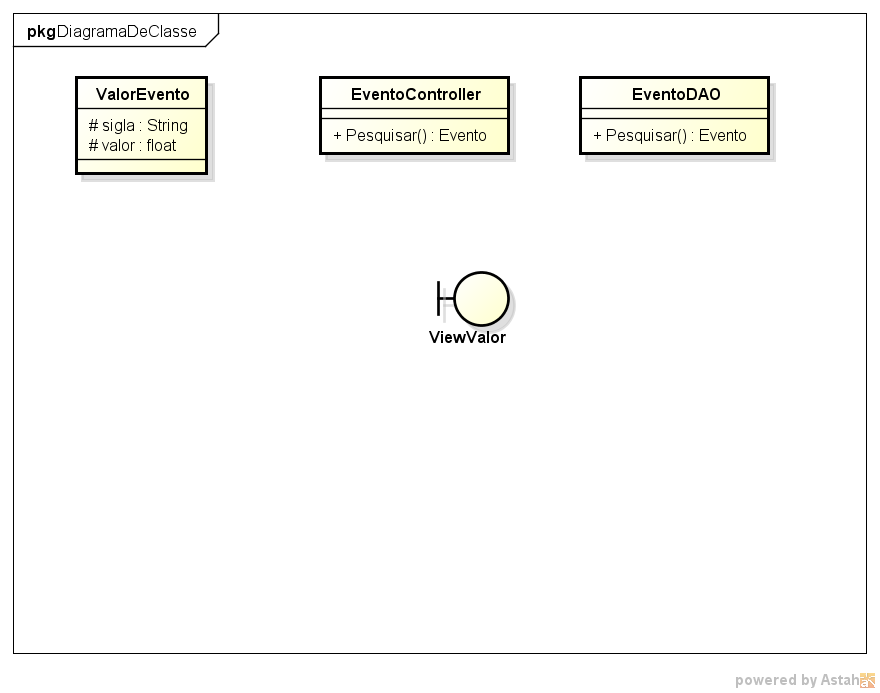 pkg DiagramaDeClasse
ValorEvento
# sigla : String
# valor : float
EventoController
+ Pesquisar() : Evento
EventoDAO
+ Pesquisar() : Evento
ViewValor
powered by Astah